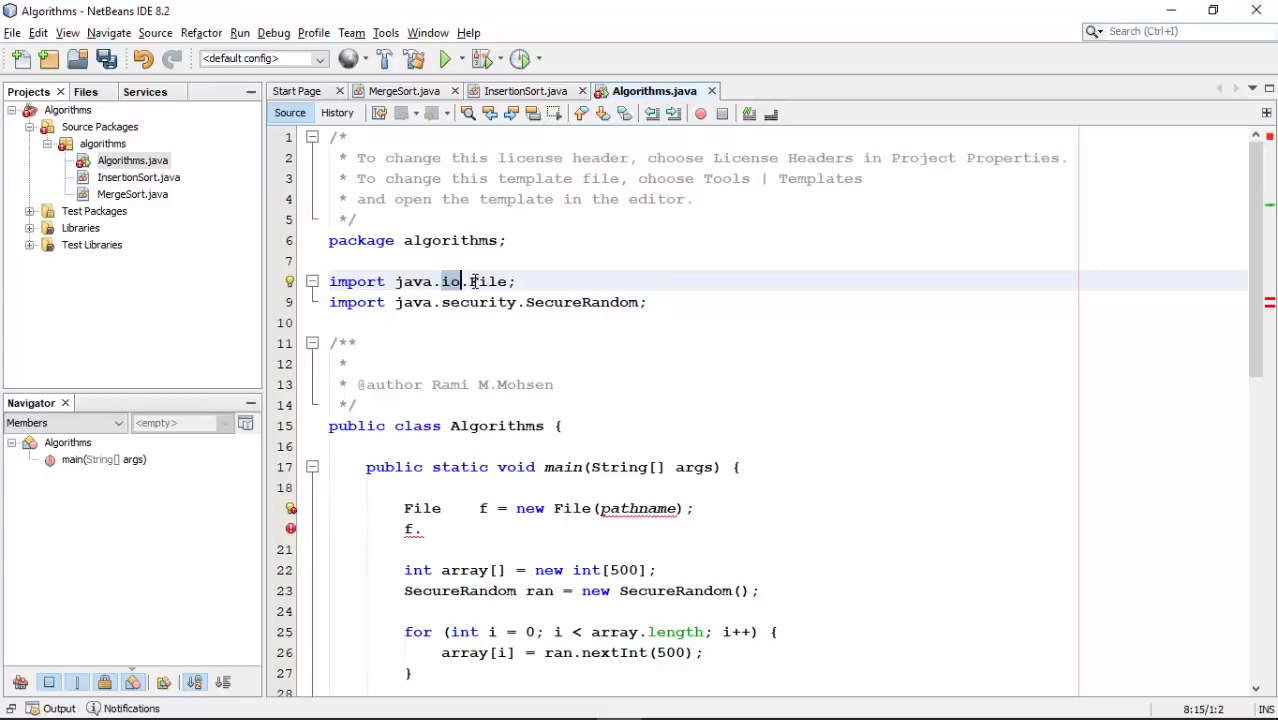 Algorithms - NetBeans IDE 8.2
File Edit View Navigate Source Refactor Run Debug Profile Team Tools Window Help
Search (Ctrl+I)
<default config>
Projects Files Services
Start Page MergeSort.java InsertionSort.java Algorithms.java
Source History
Algorithms
Source Packages
algorithms
Algorithms.java
InsertionSort.java
MergeSort.java
Test Packages
Libraries
Test Libraries
Navigator
Members <empty>
Algorithms
main(String[] args)
1 /*
2 * To change this license header, choose License Headers in Project Properties.
3 * To change this template file, choose Tools | Templates
4 * and open the template in the editor.
5 */
6 package algorithms;
7
import java.io.File;
9 import java.security.SecureRandom;
10
11 /**
12 *
13 * @author Rami M.Mohsen
14 */
15 public class Algorithms {
16
17 public static void main(String[] args) {
18
File f = new File(pathname);
f.
21
22 int array[] = new int[500];
23 SecureRandom ran = new SecureRandom();
24
25 for (int i = 0; i < array.length; i++) {
26 array[i] = ran.nextInt(500);
27 }
28
Output Notifications
8:15/1:2 INS